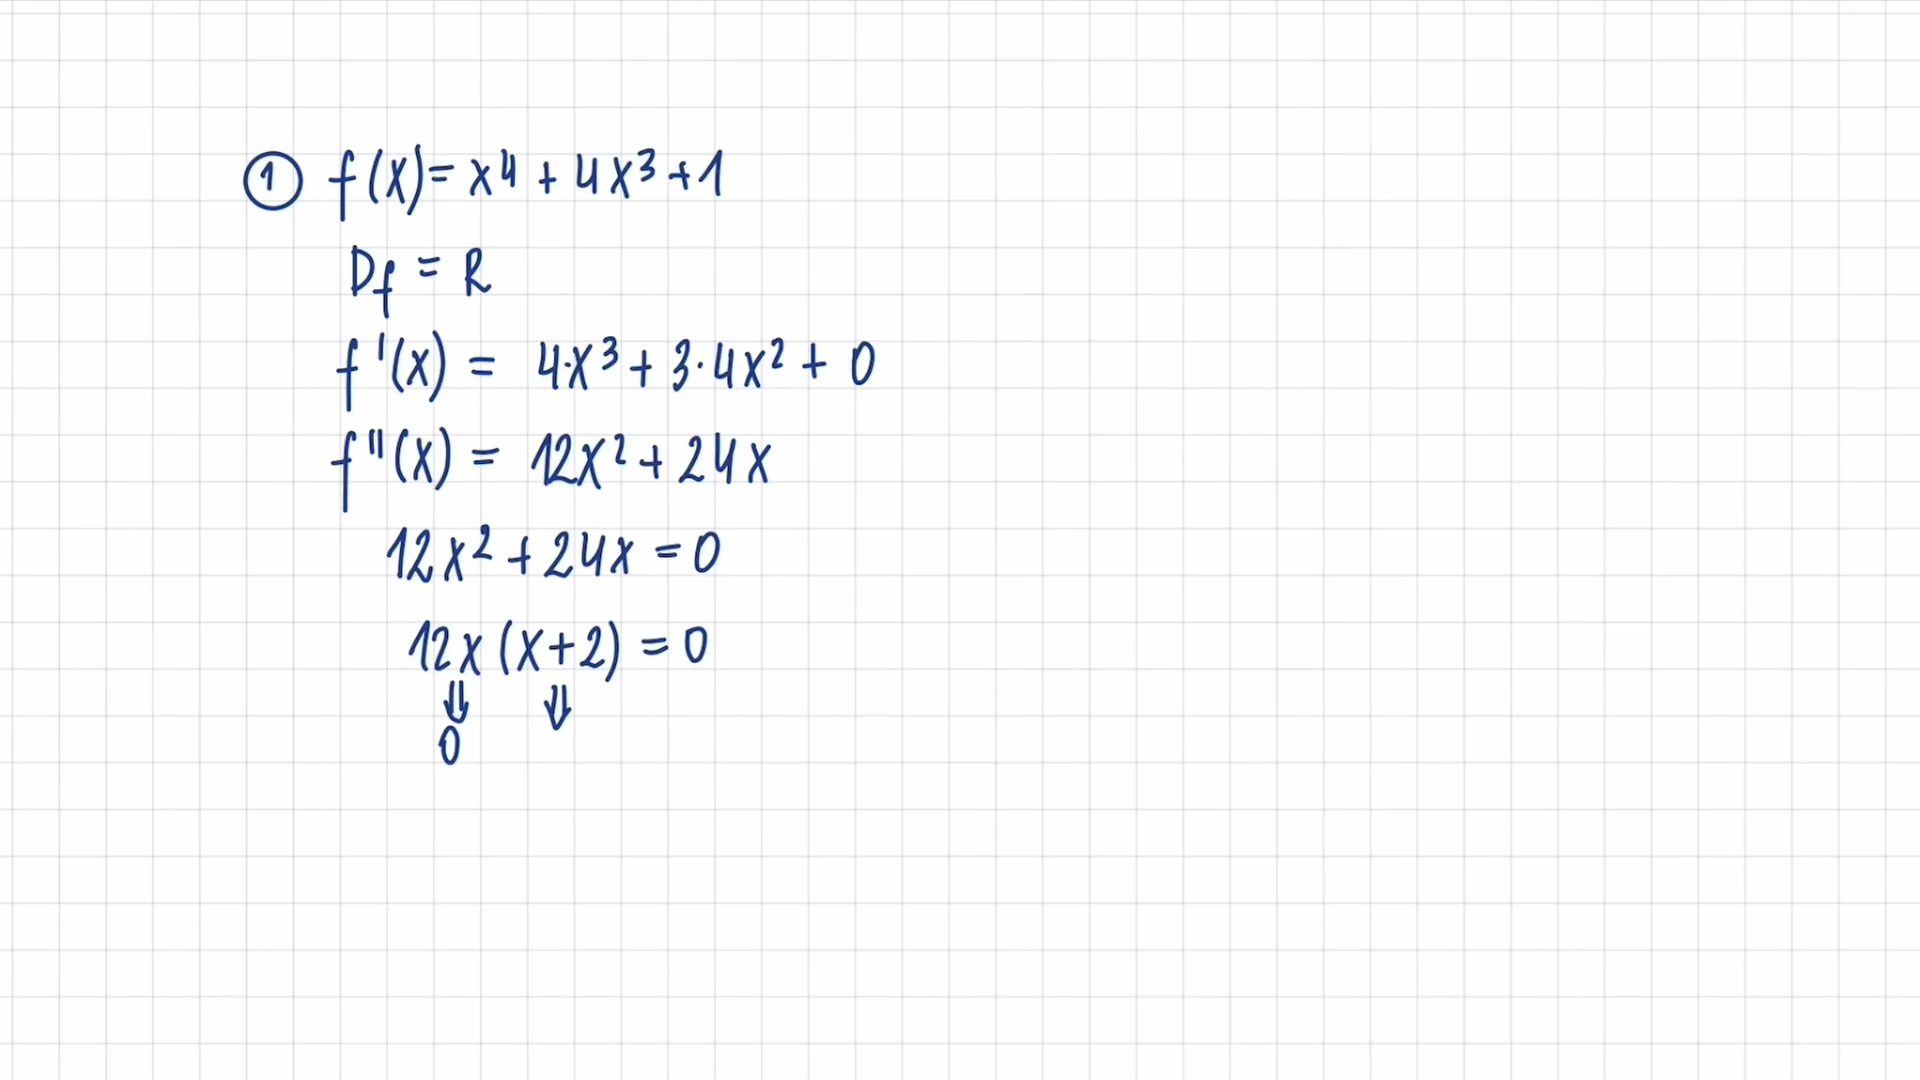 ① f(x) = x⁴ + 4x³ + 1
Df = R
f'(x) = 4·x³ + 3·4x² + 0
f''(x) = 12x² + 24x
12x² + 24x = 0
12x (x+2) = 0
⇓ ⇓
0